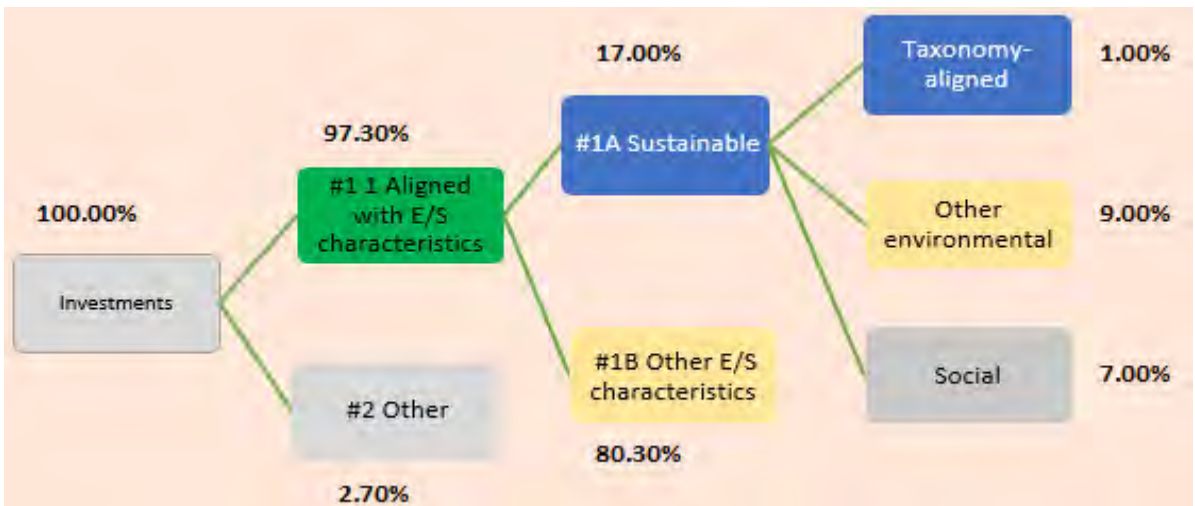 100.00%
Investments
97.30%
#1 1 Aligned
with E/S
characteristics
#2 Other
2.70%
17.00%
#1A Sustainable
#1B Other E/S
characteristics
80.30%
Taxonomy-
aligned
1.00%
Other
environmental
9.00%
Social
7.00%